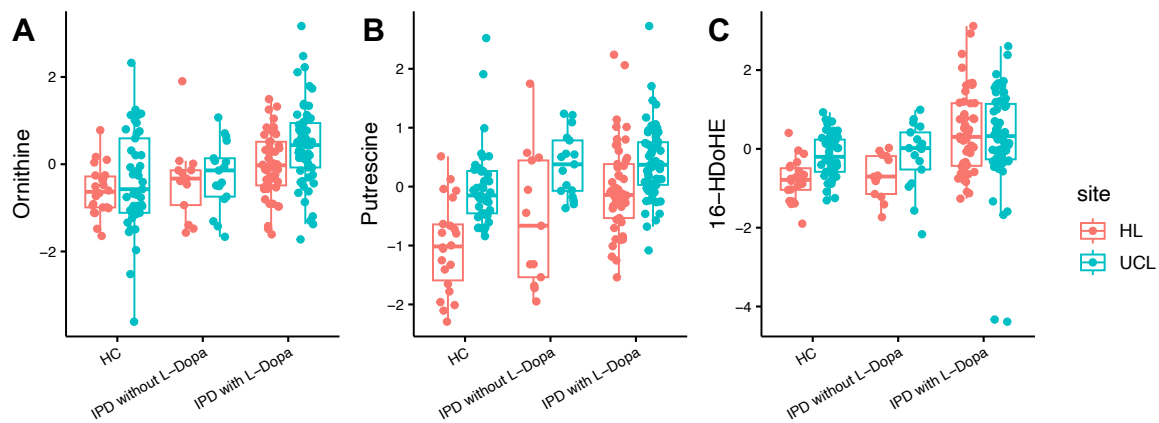 A
Ornithine
2
0
−2
HC
IPD without L−Dopa
IPD with L−Dopa
B
Putrescine
2
1
0
−1
−2
HC
IPD without L−Dopa
IPD with L−Dopa
C
16−HDoHE
2
0
−2
−4
HC
IPD without L−Dopa
IPD with L−Dopa
site
HL
UCL